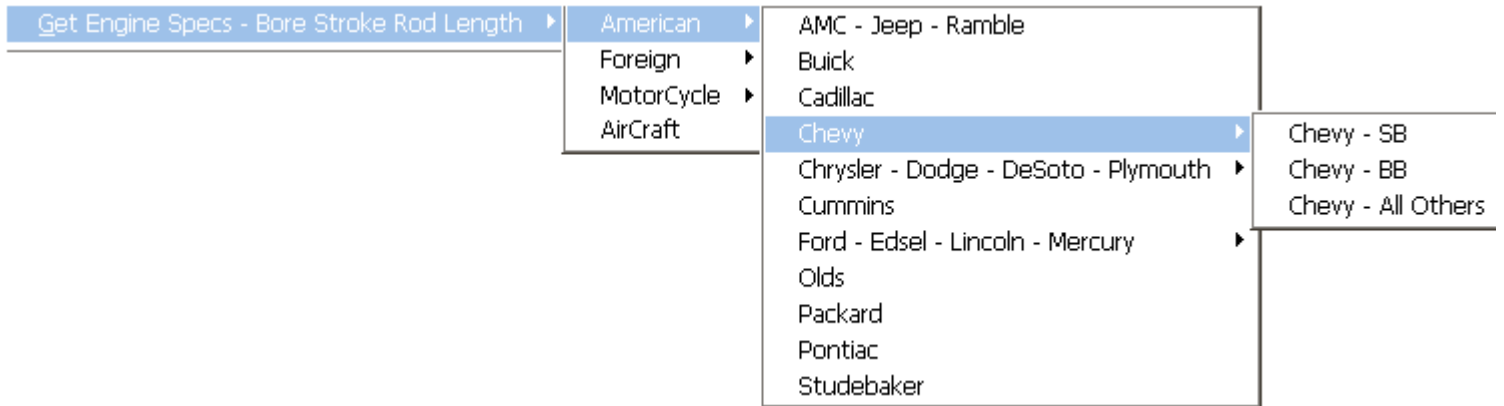 Get Engine Specs - Bore Stroke Rod Length
American
Foreign
MotorCycle
AirCraft
AMC - Jeep - Ramble
Buick
Cadillac
Chevy
Chrysler - Dodge - DeSoto - Plymouth
Cummins
Ford - Edsel - Lincoln - Mercury
Olds
Packard
Pontiac
Studebaker
Chevy - SB
Chevy - BB
Chevy - All Others